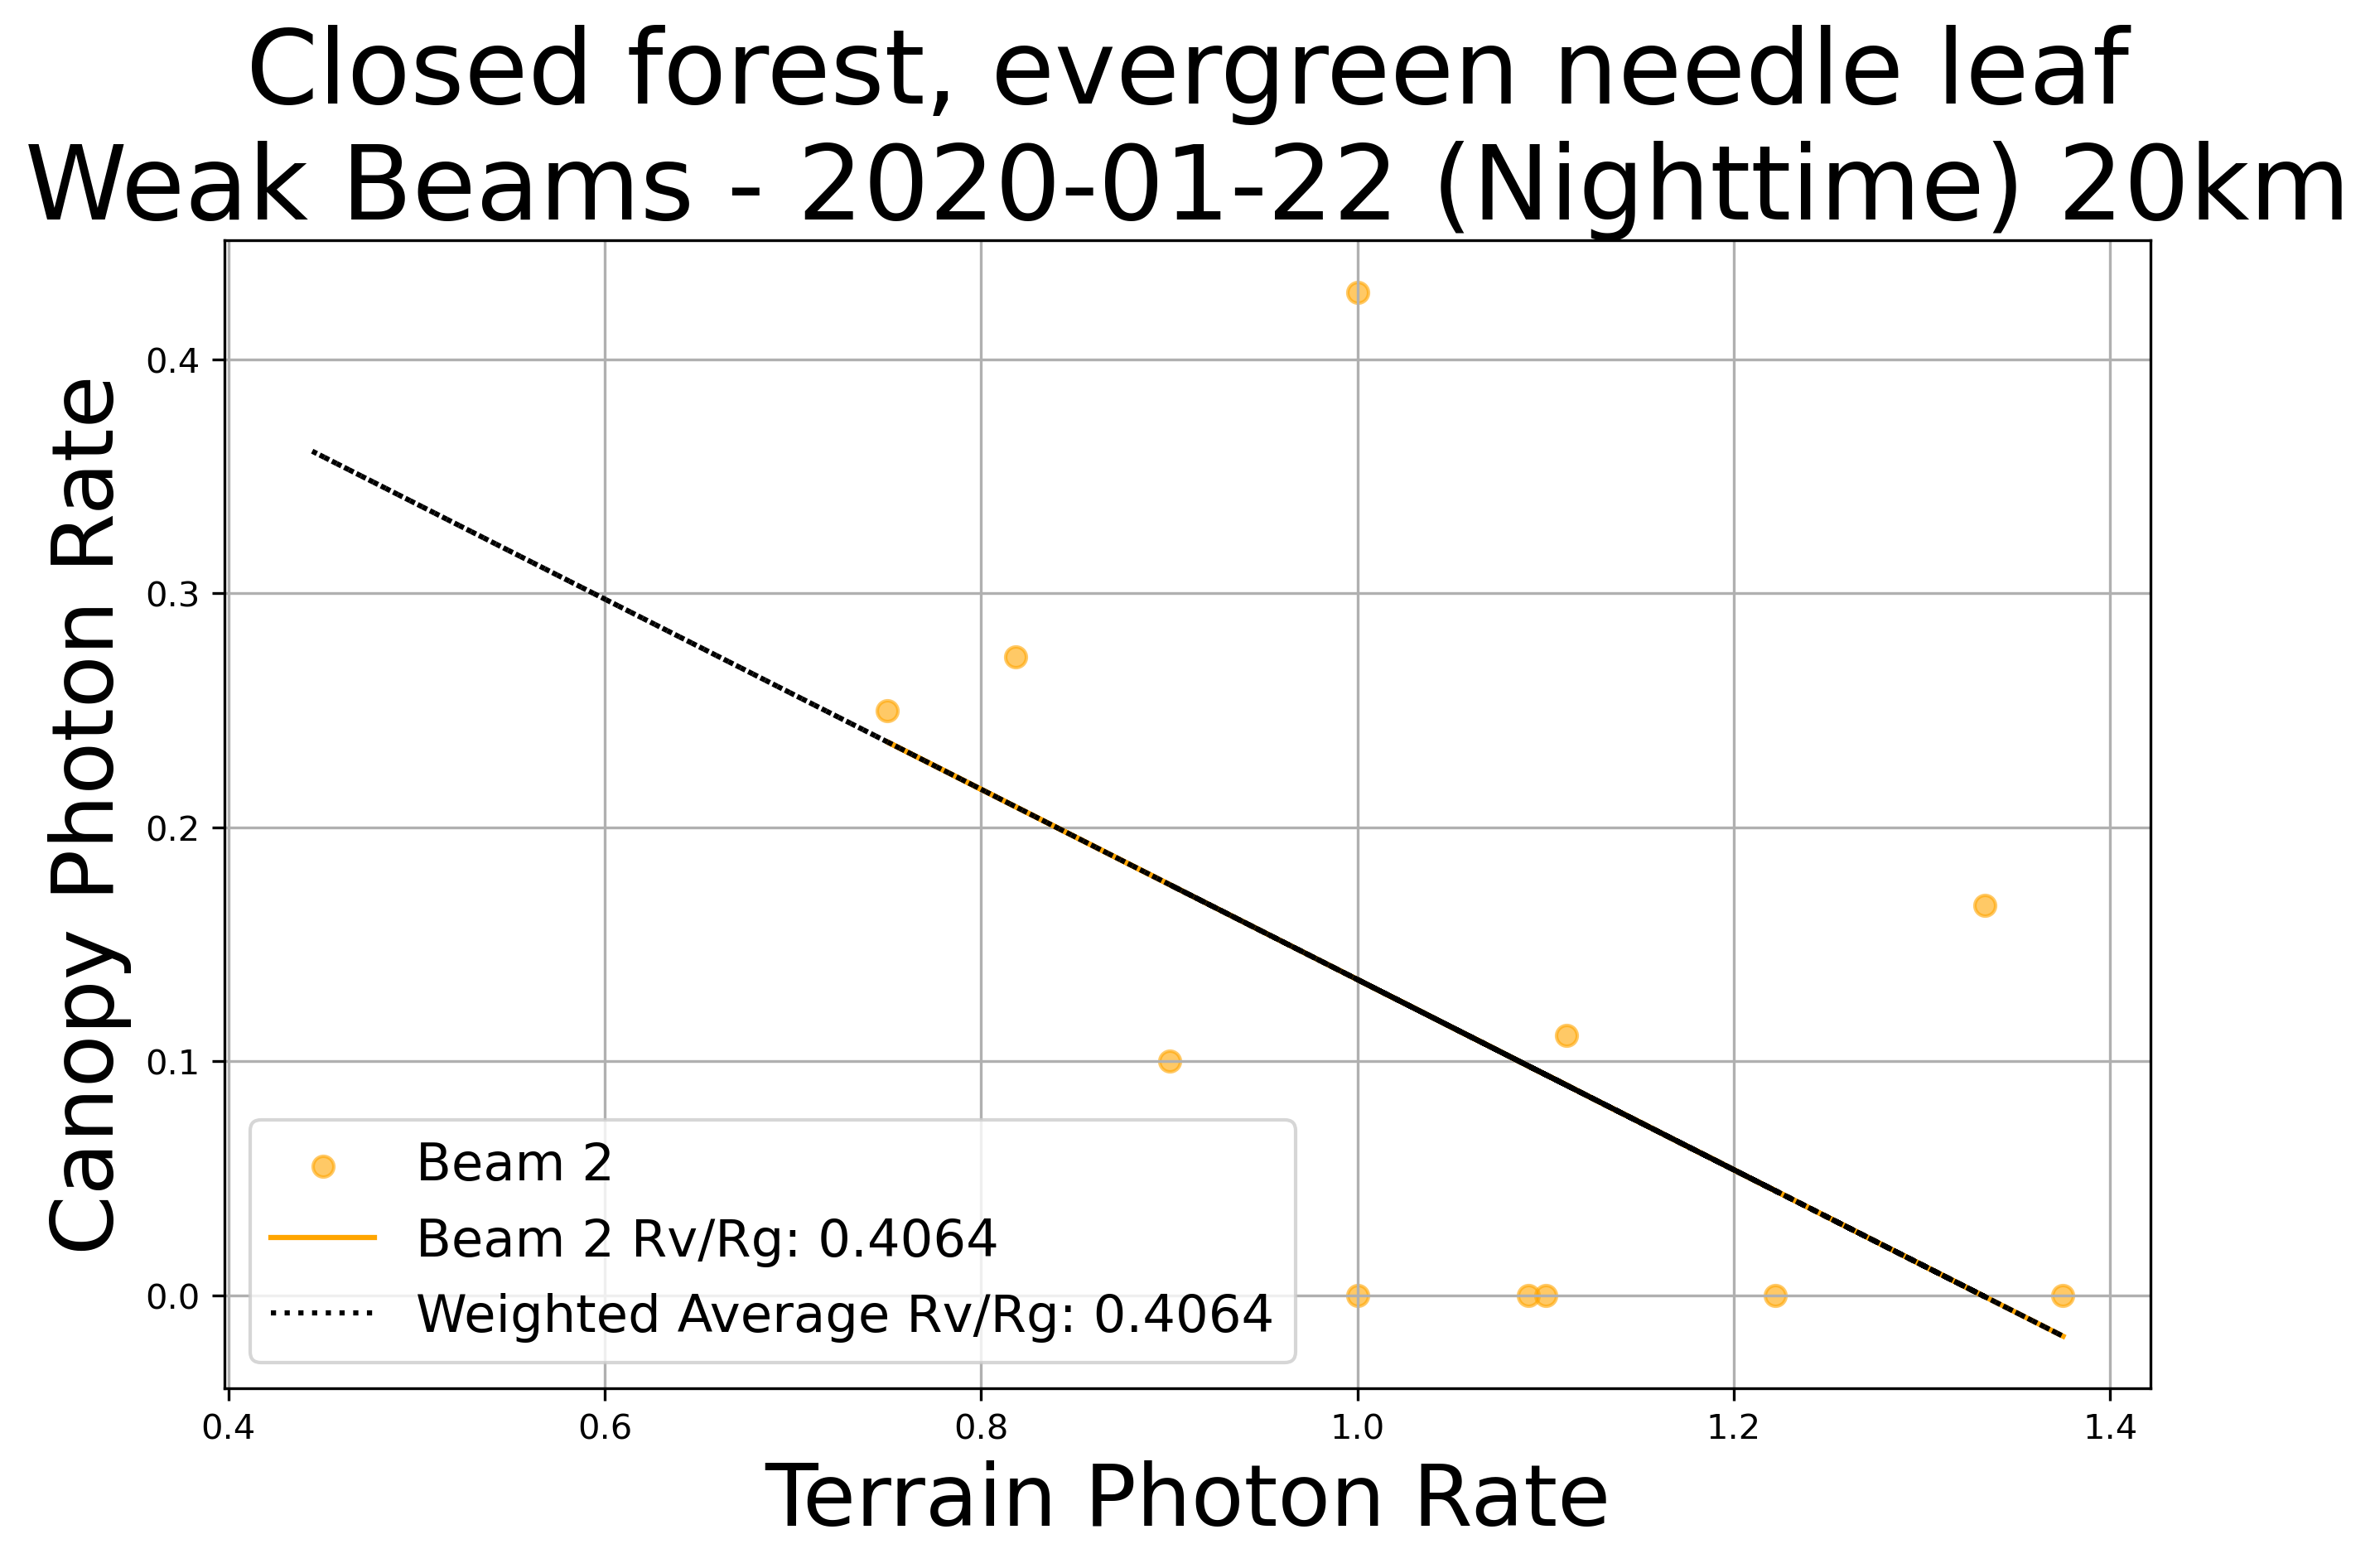 Closed forest, evergreen needle leaf
Weak Beams - 2020-01-22 (Nighttime) 20km
Canopy Photon Rate
0.4
0.3
0.2
0.1
0.0
Beam 2
Beam 2 Rv/Rg: 0.4064
Weighted Average Rv/Rg: 0.4064
0.4 0.6 0.8 1.0 1.2 1.4
Terrain Photon Rate